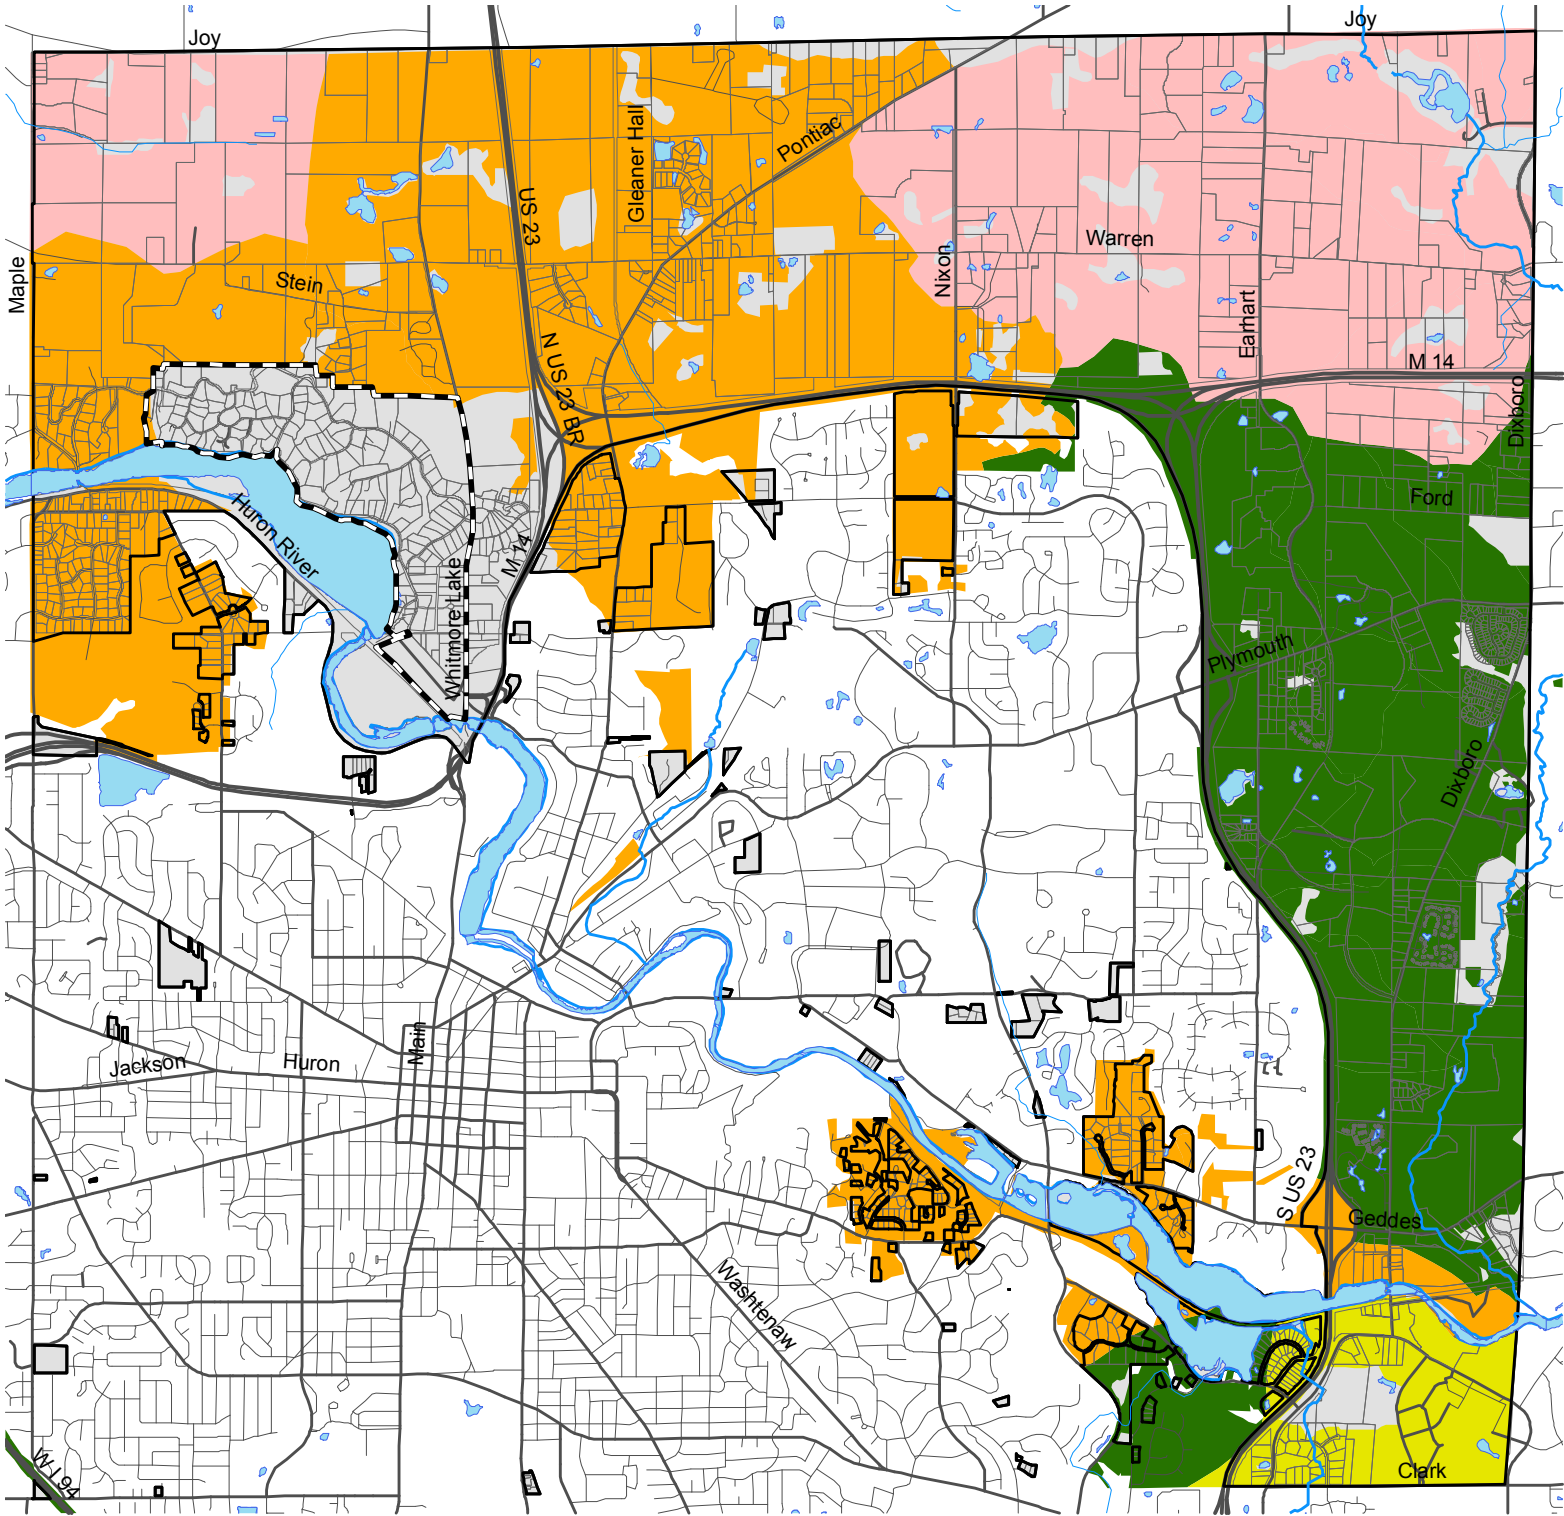 Joy
Joy
Gleaner Hall
Pontiac
US 23
Warren
Nixon
Maple
Stein
Earhart
N US 23 BR
M 14
Dixboro
Ford
Huron River
M 14
Whitmore Lake
Plymouth
Dixboro
Main
Jackson
Huron
S US 23
Geddes
Washtenaw
W I 94
Clark